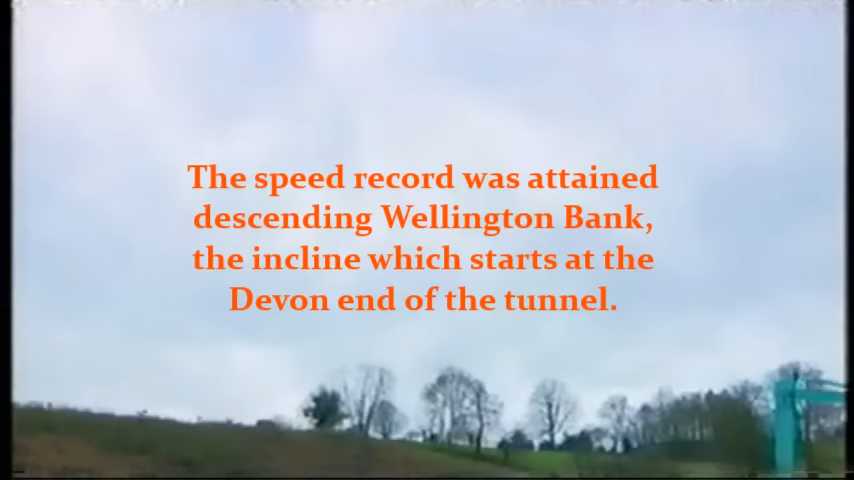 The speed record was attained
descending Wellington Bank,
the incline which starts at the
Devon end of the tunnel.